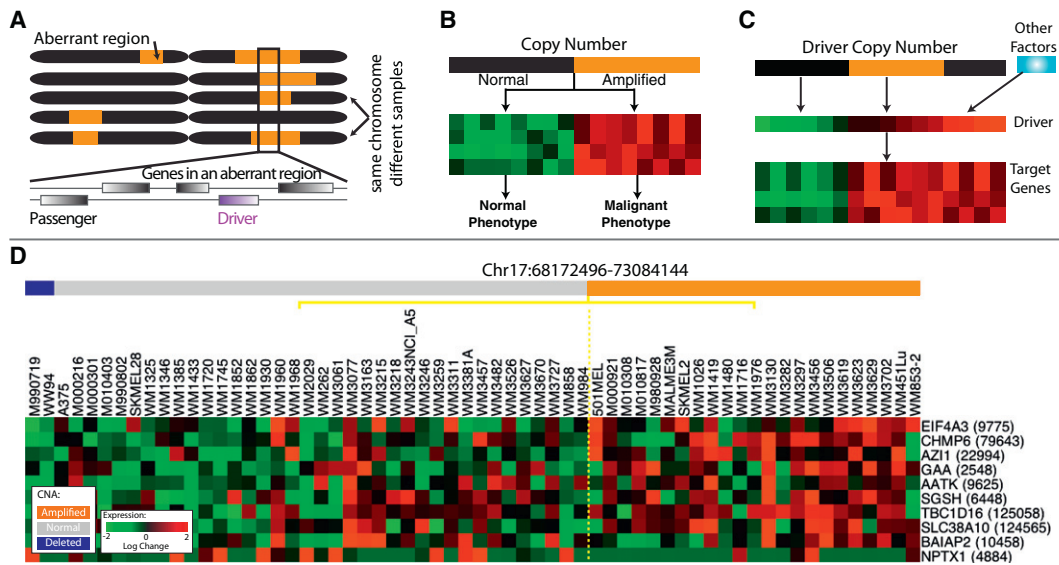 A
Aberrant region
same chromosome
different samples
Genes in an aberrant region
Passenger
Driver
B
Copy Number
Normal
Amplified
Normal
Phenotype
Malignant
Phenotype
C
Driver Copy Number
Other
Factors
Driver
Target
Genes
D
Chr17:68172496-73084144
M990719
WW94
A375
M000216
M000301
M010403
M990802
SKMEL28
WM1325
WM1346
WM1385
WM1433
WM1720
WM1745
WM1852
WM1862
WM1930
WM1960
WM1968
WM2029
WM262
WM3061
WM3077
WM3163
WM3215
WM3218
WM3243NCI_A5
WM3246
WM3259
WM3311
WM3381A
WM3457
WM3482
WM3526
WM3627
WM3670
WM3727
WM858
WM984
501MEL
M000921
M010308
M010817
M980928
MALME3M
SKMEL2
WM1026
WM1419
WM1480
WM1716
WM1976
WM3130
WM3282
WM3297
WM3456
WM3506
WM3619
WM3623
WM3629
WM3702
WM451Lu
WM853-2
EIF4A3 (9775)
CHMP6 (79643)
AZI1 (22994)
GAA (2548)
AATK (9625)
SGSH (6448)
TBC1D16 (125058)
SLC38A10 (124565)
BAIAP2 (10458)
NPTX1 (4884)
CNA:
Amplified
Normal
Deleted
Expression:
-2 0 2
Log Change